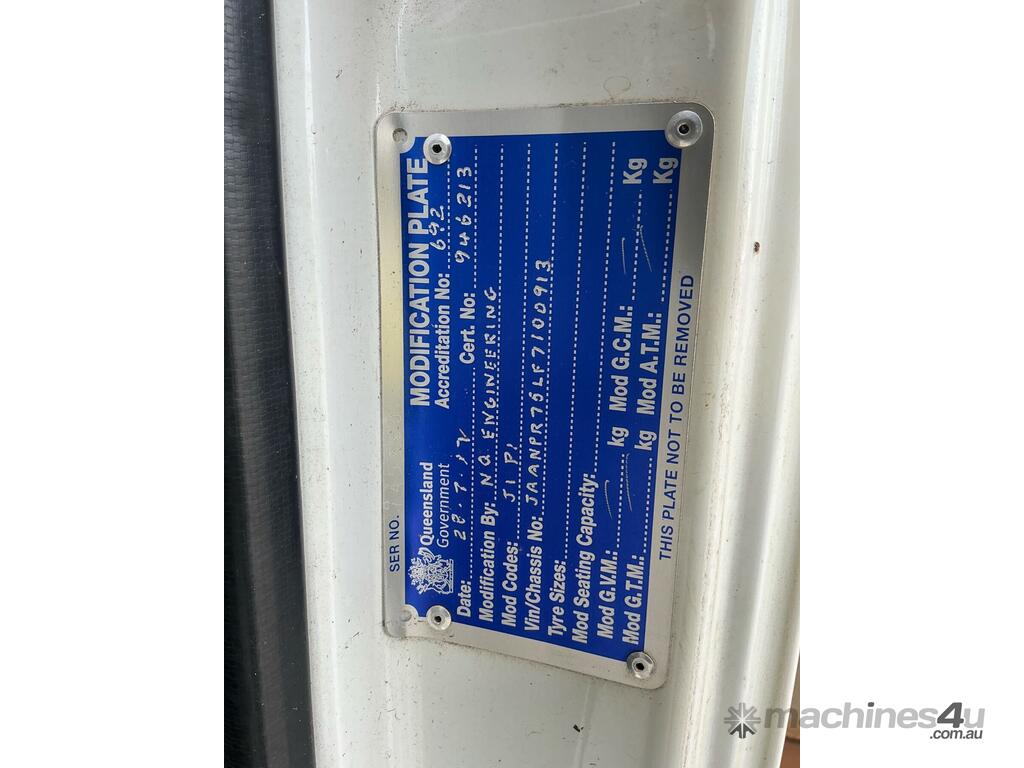 SER NO.
Queensland
Government
MODIFICATION PLATE
Accreditation No: 692
Date: 28.7.12 Cert. No: 946213
Modification By: NQ ENGINEERING
Mod Codes: J1 P1
Vin/Chassis No: JAANPR75LF7100913
Tyre Sizes:
Mod Seating Capacity:
Mod G.V.M.: kg Mod G.C.M.: Kg
Mod G.T.M.: kg Mod A.T.M.: Kg
THIS PLATE NOT TO BE REMOVED
machines4u
.com.au